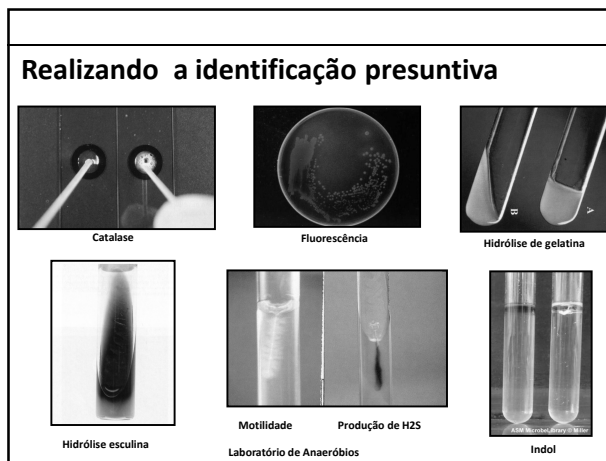 Realizando a identificação presuntiva
Catalase
Fluorescência
Hidrólise de gelatina
B
A
Hidrólise esculina
Motilidade
Produção de H2S
Laboratório de Anaeróbios
ASM MicrobeLibrary © Miller
Indol